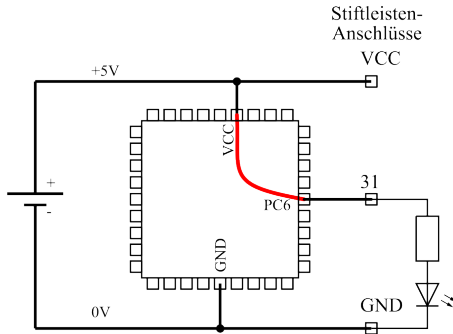 Stiftleisten-
Anschlüsse
VCC
+5V
VCC
+
-
PC6
31
GND
0V
GND